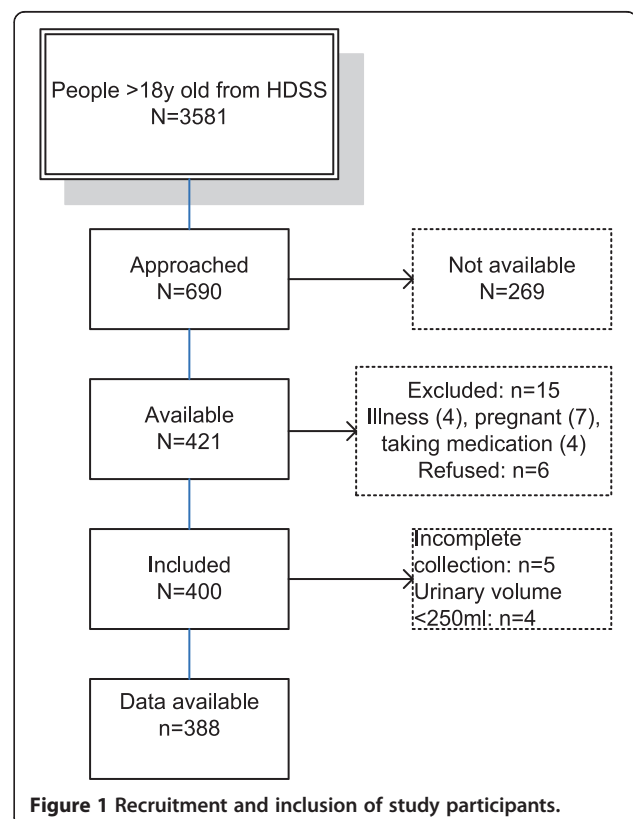 People >18y old from HDSS
N=3581
Approached
N=690
Not available
N=269
Available
N=421
Excluded: n=15
Illness (4), pregnant (7),
taking medication (4)
Refused: n=6
Included
N=400
Incomplete
collection: n=5
Urinary volume
<250ml: n=4
Data available
n=388
Figure 1 Recruitment and inclusion of study participants.